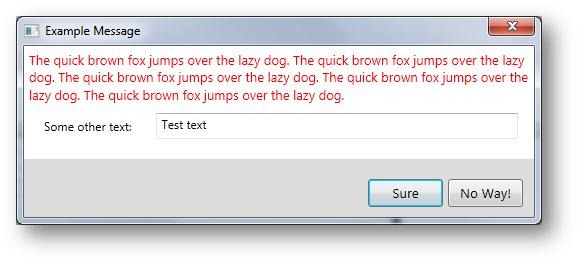 Example Message
The quick brown fox jumps over the lazy dog. The quick brown fox jumps over the lazy
dog. The quick brown fox jumps over the lazy dog. The quick brown fox jumps over the
lazy dog. The quick brown fox jumps over the lazy dog.
Some other text: Test text
Sure No Way!